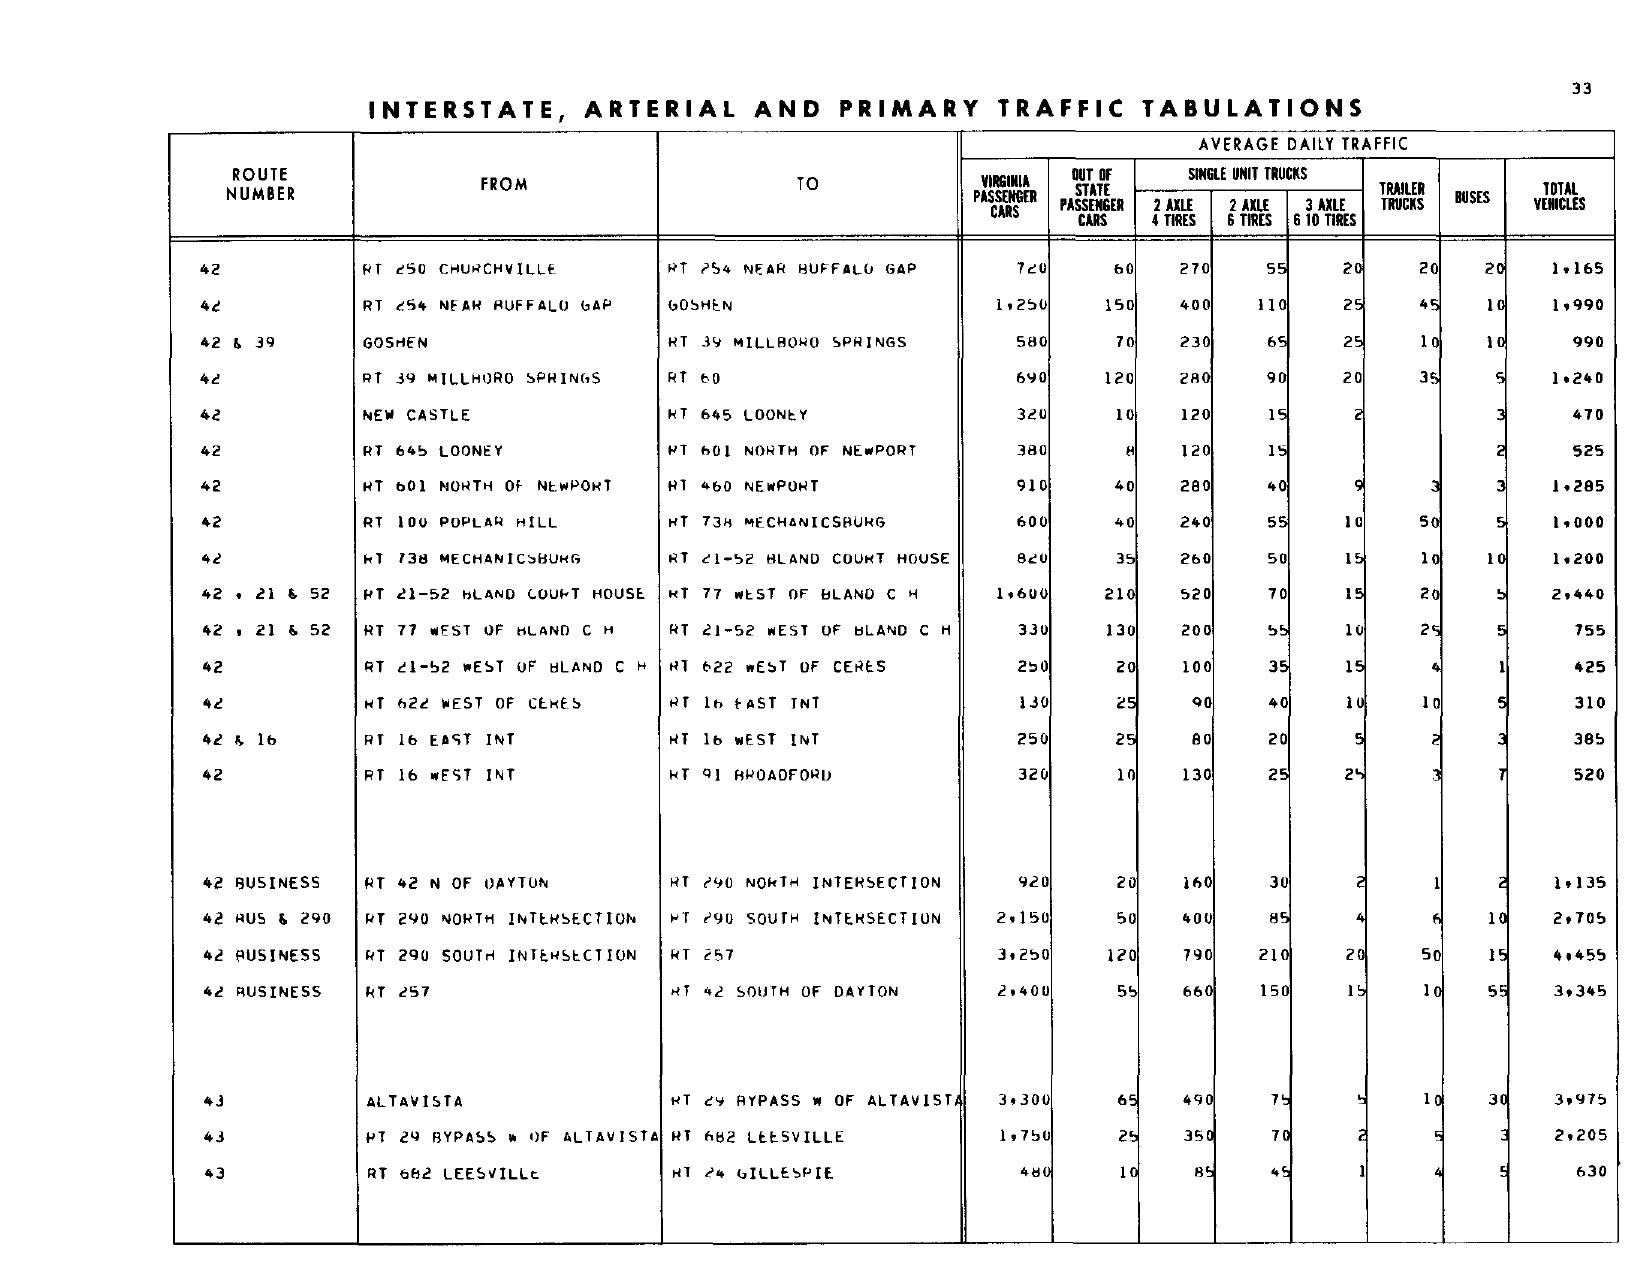 33
INTERSTATE, ARTERIAL AND PRIMARY TRAFFIC TABULATIONS
AVERAGE DAILY TRAFFIC
ROUTE NUMBER FROM TO VIRGINIA PASSENGER CARS OUT OF STATE PASSENGER CARS SINGLE UNIT TRUCKS 2 AXLE 4 TIRES 2 AXLE 6 TIRES 3 AXLE 6 10 TIRES TRAILER TRUCKS BUSES TOTAL VEHICLES
42 RT 250 CHURCHVILLE RT 254 NEAR BUFFALO GAP 720 60 270 55 20 20 20 1,165
42 RT 254 NEAR BUFFALO GAP GOSHEN 1,250 150 400 110 25 45 10 1,990
42 & 39 GOSHEN RT 39 MILLBORO SPRINGS 580 70 230 65 25 10 10 990
42 RT 39 MILLBORO SPRINGS RT 60 690 120 280 90 20 35 5 1,240
42 NEW CASTLE RT 645 LOONEY 320 10 120 15 2 3 470
42 RT 645 LOONEY RT 601 NORTH OF NEWPORT 380 8 120 15 2 525
42 RT 601 NORTH OF NEWPORT RT 460 NEWPORT 910 40 280 40 9 3 3 1,285
42 RT 100 POPLAR HILL RT 738 MECHANICSBURG 600 40 240 55 10 50 5 1,000
42 RT 738 MECHANICSBURG RT 21-52 BLAND COURT HOUSE 820 35 260 50 15 10 10 1,200
42 , 21 & 52 RT 21-52 BLAND COURT HOUSE RT 77 WEST OF BLAND C H 1,600 210 520 70 15 20 5 2,440
42 , 21 & 52 RT 77 WEST OF BLAND C H RT 21-52 WEST OF BLAND C H 330 130 200 55 10 25 5 755
42 RT 21-52 WEST OF BLAND C H RT 622 WEST OF CERES 250 20 100 35 15 4 1 425
42 RT 622 WEST OF CERES RT 16 EAST INT 130 25 90 40 10 10 5 310
42 & 16 RT 16 EAST INT RT 16 WEST INT 250 25 80 20 5 2 3 385
42 RT 16 WEST INT RT 91 BROADFORD 320 10 130 25 25 3 7 520
42 BUSINESS RT 42 N OF DAYTON RT 290 NORTH INTERSECTION 920 20 160 30 2 1 2 1,135
42 BUS & 290 RT 290 NORTH INTERSECTION RT 290 SOUTH INTERSECTION 2,150 50 400 85 4 6 10 2,705
42 BUSINESS RT 290 SOUTH INTERSECTION RT 257 3,250 120 790 210 20 50 15 4,455
42 BUSINESS RT 257 RT 42 SOUTH OF DAYTON 2,400 55 660 150 15 10 55 3,345
43 ALTAVISTA RT 29 BYPASS W OF ALTAVISTA 3,300 65 490 75 5 10 30 3,975
43 RT 29 BYPASS W OF ALTAVISTA RT 682 LEESVILLE 1,750 25 350 70 2 5 3 2,205
43 RT 682 LEESVILLE RT 24 GILLESPIE 480 10 85 45 1 4 5 630